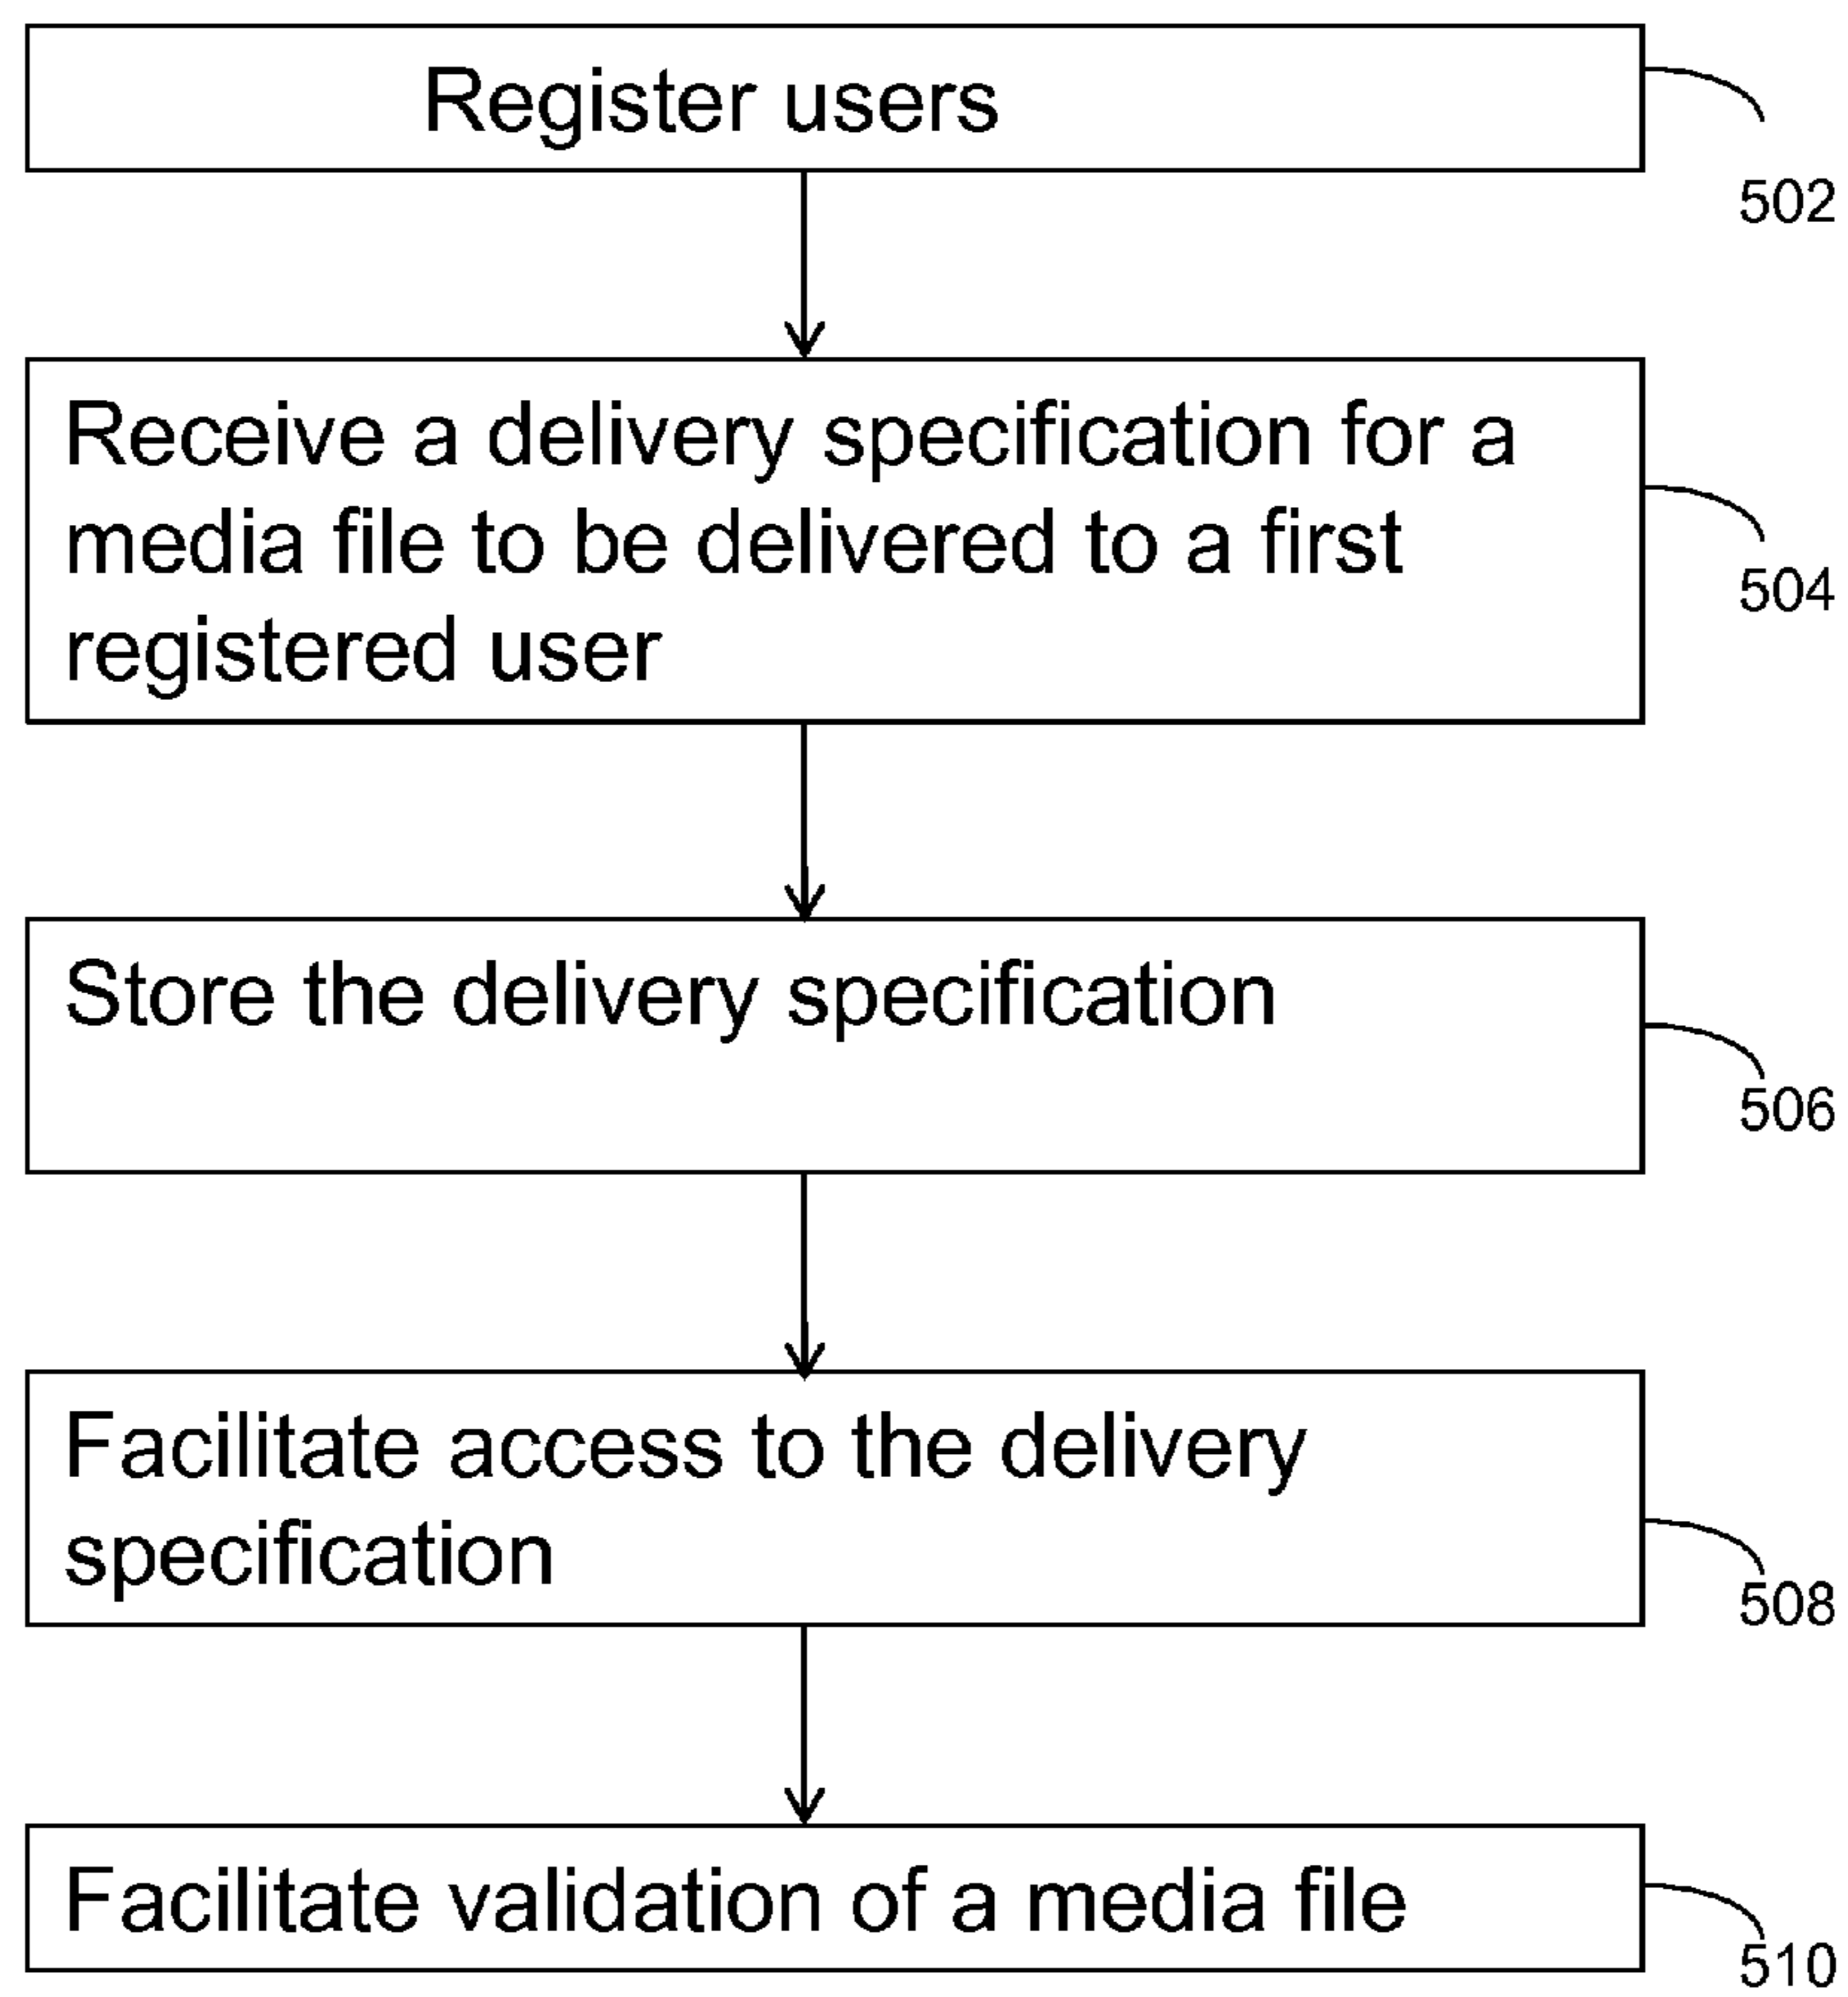 Register users
502
Receive a delivery specification for a
media file to be delivered to a first
registered user
504
Store the delivery specification
506
Facilitate access to the delivery
specification
508
Facilitate validation of a media file
510